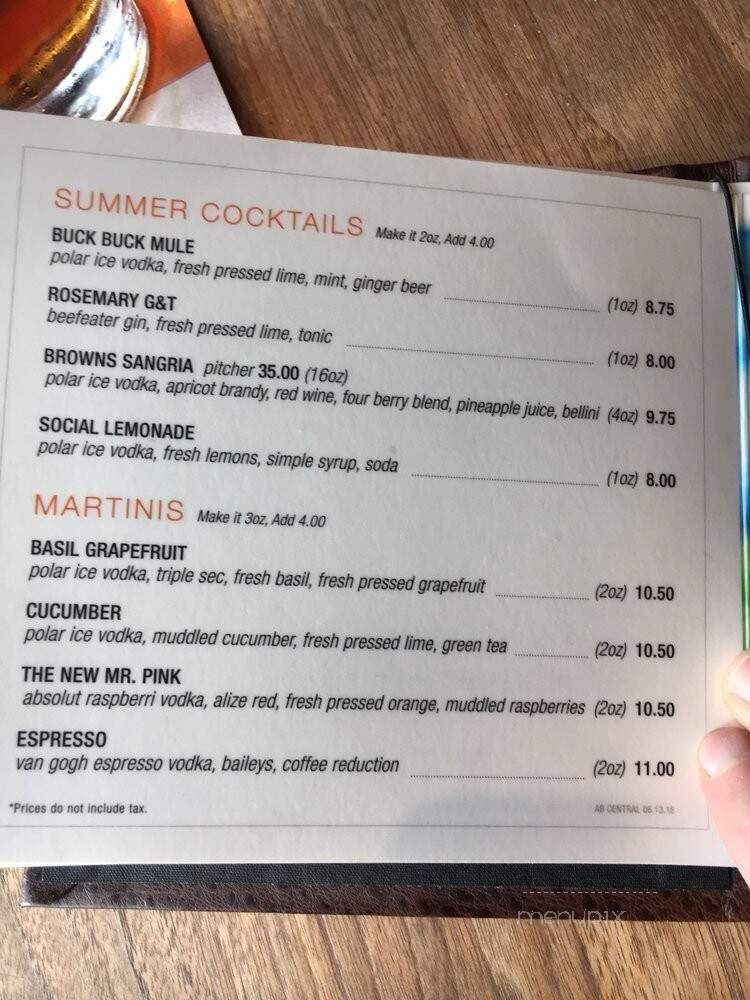 SUMMER COCKTAILS Make it 2oz, Add 4.00
BUCK BUCK MULE
polar ice vodka, fresh pressed lime, mint, ginger beer (1oz) 8.75
ROSEMARY G&T
beefeater gin, fresh pressed lime, tonic (1oz) 8.00
BROWNS SANGRIA pitcher 35.00 (16oz)
polar ice vodka, apricot brandy, red wine, four berry blend, pineapple juice, bellini (4oz) 9.75
SOCIAL LEMONADE
polar ice vodka, fresh lemons, simple syrup, soda (1oz) 8.00
MARTINIS Make it 3oz, Add 4.00
BASIL GRAPEFRUIT
polar ice vodka, triple sec, fresh basil, fresh pressed grapefruit (2oz) 10.50
CUCUMBER
polar ice vodka, muddled cucumber, fresh pressed lime, green tea (2oz) 10.50
THE NEW MR. PINK
absolut raspberri vodka, alize red, fresh pressed orange, muddled raspberries (2oz) 10.50
ESPRESSO
van gogh espresso vodka, baileys, coffee reduction (2oz) 11.00
*Prices do not include tax. AB CENTRAL 06.13.16
menupix